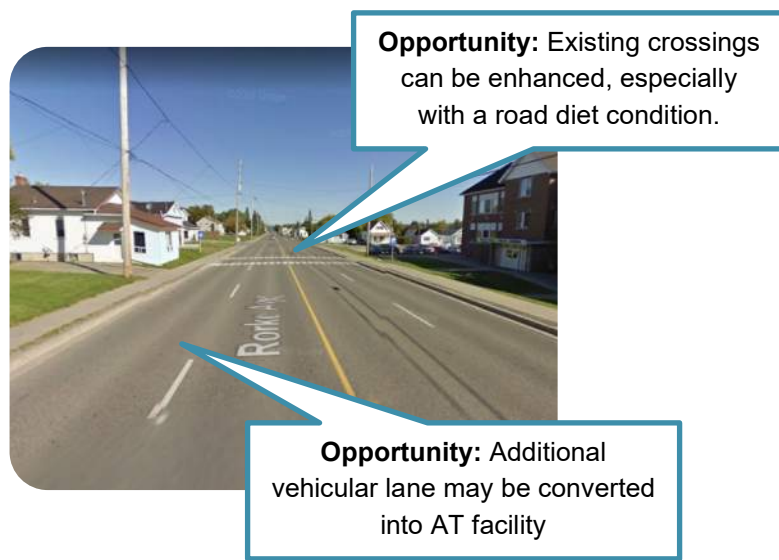 Opportunity: Existing crossings
can be enhanced, especially
with a road diet condition.
Rorke Ave
Opportunity: Additional
vehicular lane may be converted
into AT facility